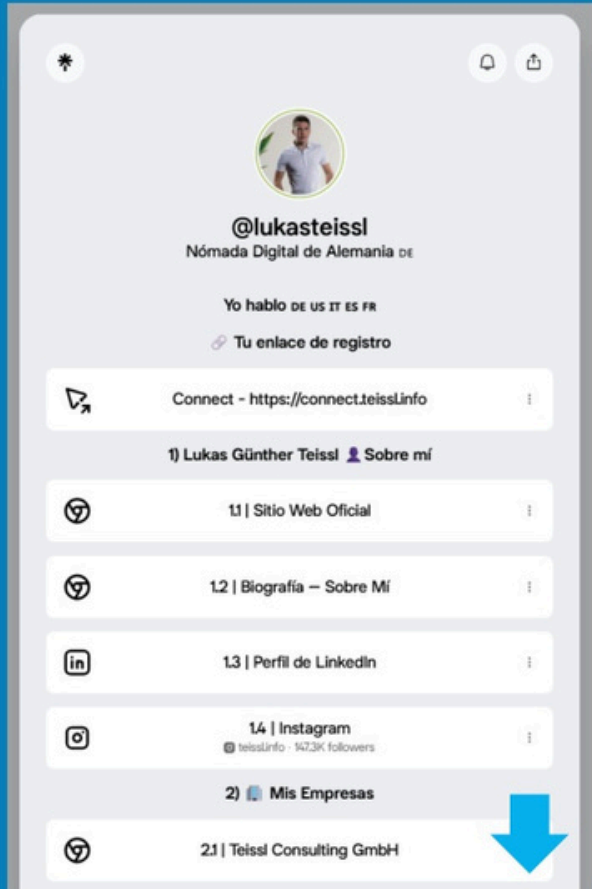 @lukasteissl
Nómada Digital de Alemania DE
Yo hablo DE US IT ES FR
🔗 Tu enlace de registro
Connect - https://connect.teissl.info
1) Lukas Günther Teissl 👤 Sobre mí
1.1 | Sitio Web Oficial
1.2 | Biografía – Sobre Mí
1.3 | Perfil de LinkedIn
in
1.4 | Instagram
teissl.info · 147.3K followers
2) 🏢 Mis Empresas
2.1 | Teissl Consulting GmbH